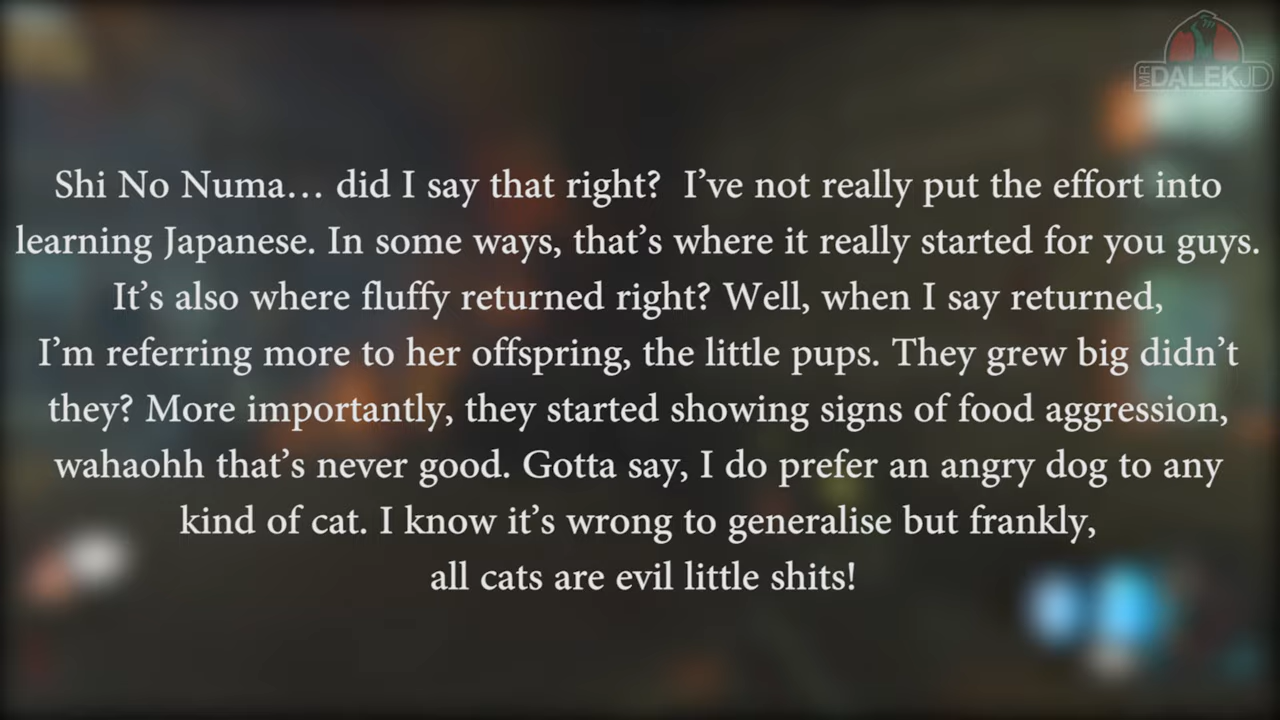 MR DALEKJD
Shi No Numa… did I say that right?  I’ve not really put the effort into
learning Japanese. In some ways, that’s where it really started for you guys.
It’s also where fluffy returned right? Well, when I say returned,
I’m referring more to her offspring, the little pups. They grew big didn’t
they? More importantly, they started showing signs of food aggression,
wahaohh that’s never good. Gotta say, I do prefer an angry dog to any
kind of cat. I know it’s wrong to generalise but frankly,
all cats are evil little shits!